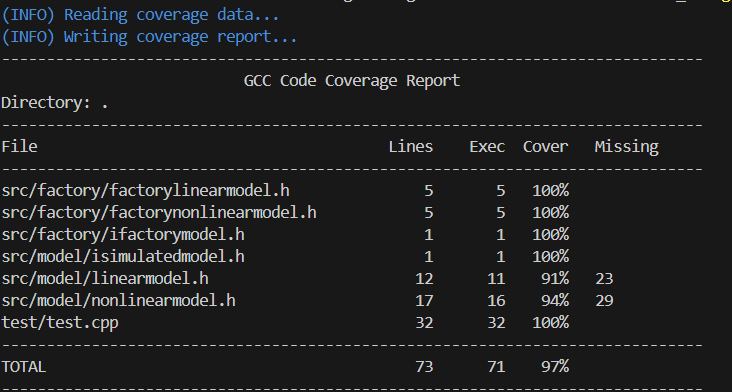 (INFO) Reading coverage data...
(INFO) Writing coverage report...
------------------------------------------------------------------------------
GCC Code Coverage Report
Directory: .
------------------------------------------------------------------------------
File Lines Exec Cover Missing
------------------------------------------------------------------------------
src/factory/factorylinearmodel.h 5 5 100%
src/factory/factorynonlinearmodel.h 5 5 100%
src/factory/ifactorymodel.h 1 1 100%
src/model/isimulatedmodel.h 1 1 100%
src/model/linearmodel.h 12 11 91% 23
src/model/nonlinearmodel.h 17 16 94% 29
test/test.cpp 32 32 100%
------------------------------------------------------------------------------
TOTAL 73 71 97%
------------------------------------------------------------------------------